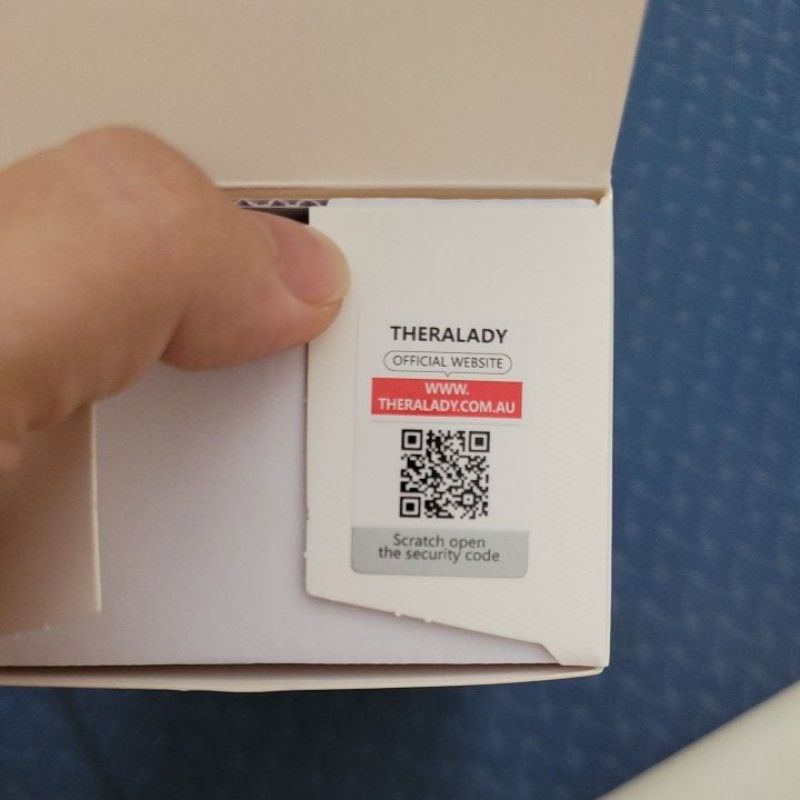 THERALADY
OFFICIAL WEBSITE
WWW.
THERALADY.COM.AU
Scratch open
the security code